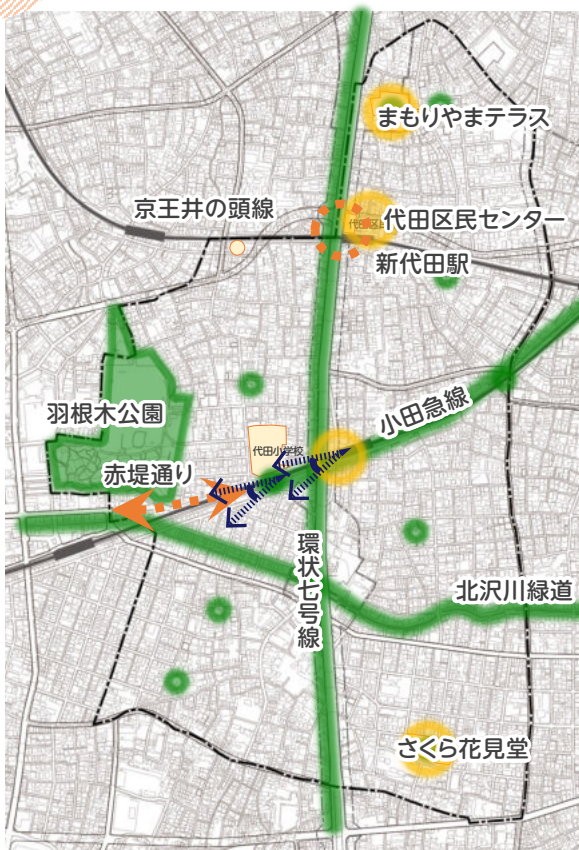 まもりやまテラス
京王井の頭線
代田区民センター
新代田駅
小田急線
羽根木公園
代田小学校
赤堤通り
環状七号線
北沢川緑道
さくら花見堂